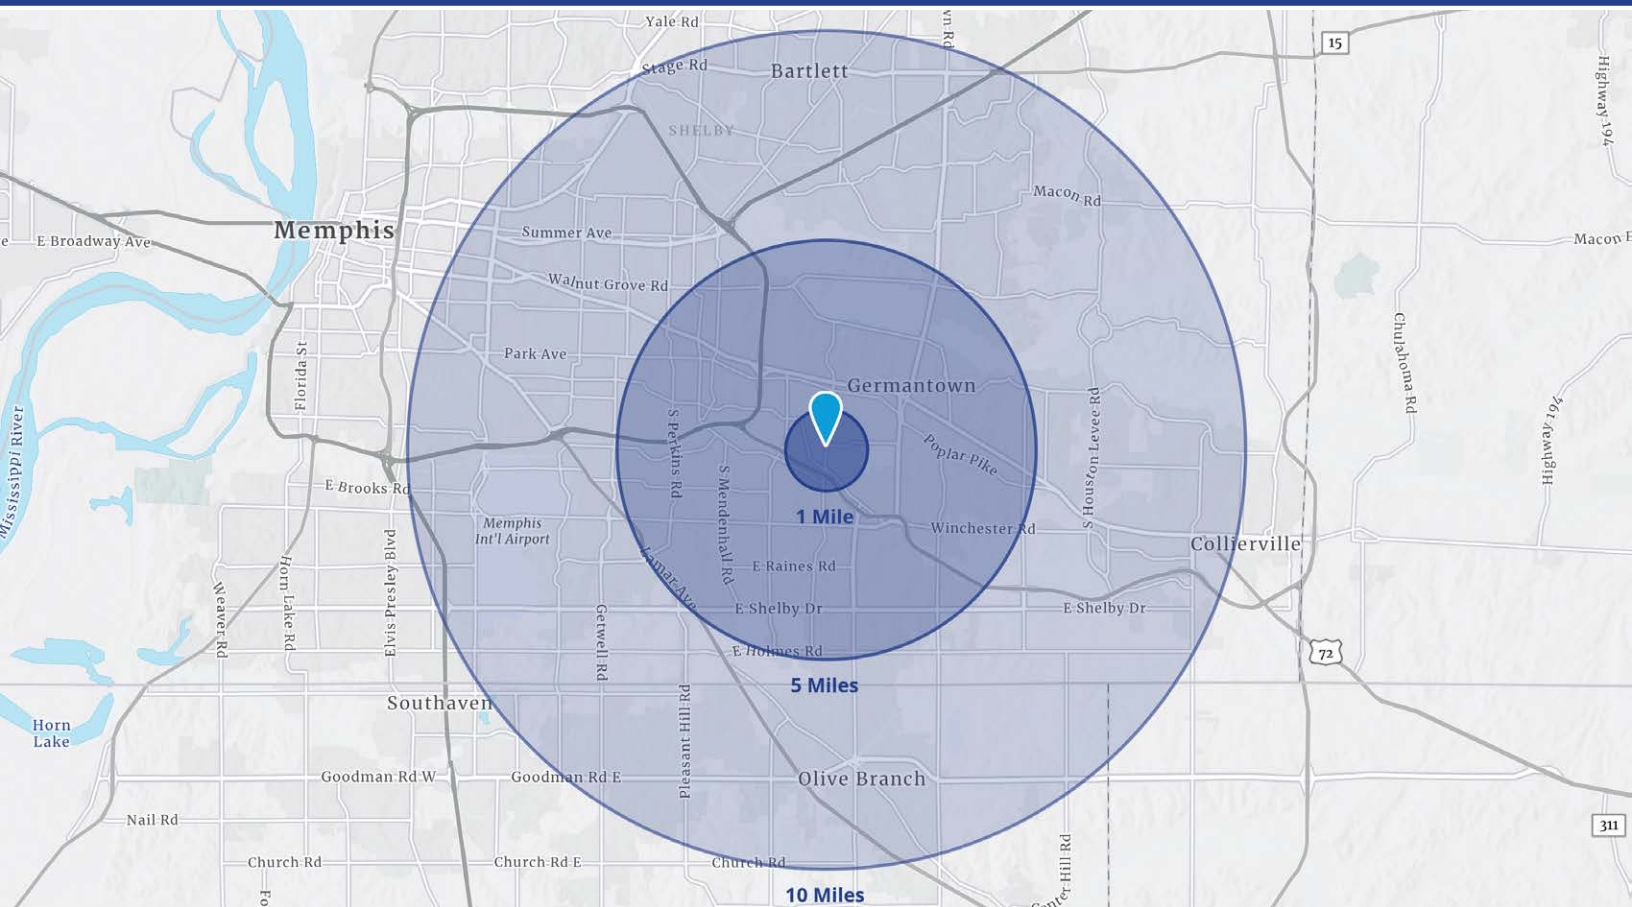 Yale Rd
15
Stage Rd
Bartlett
Highway 194
SHELBY
Macon Rd
Memphis
Summer Ave
E Broadway Ave
Macon
Walnut Grove Rd
Park Ave
Florida St
Chulahoma Rd
Germantown
S Perkins Rd
S Houston Levee Rd
Highway 194
Poplar Pike
Mississippi River
S Mendenhall Rd
E Brooks Rd
1 Mile
Memphis
Int'l Airport
Winchester Rd
Collierville
Elvis Presley Blvd
Lamar Ave
E Raines Rd
Weaver Rd
Horn Lake Rd
Getwell Rd
E Shelby Dr
E Shelby Dr
E Holmes Rd
72
5 Miles
Pleasant Hill Rd
Southaven
Horn
Lake
Goodman Rd W
Goodman Rd E
Olive Branch
Nail Rd
311
Church Rd
Church Rd E
Church Rd
Center Hill Rd
10 Miles
Fo